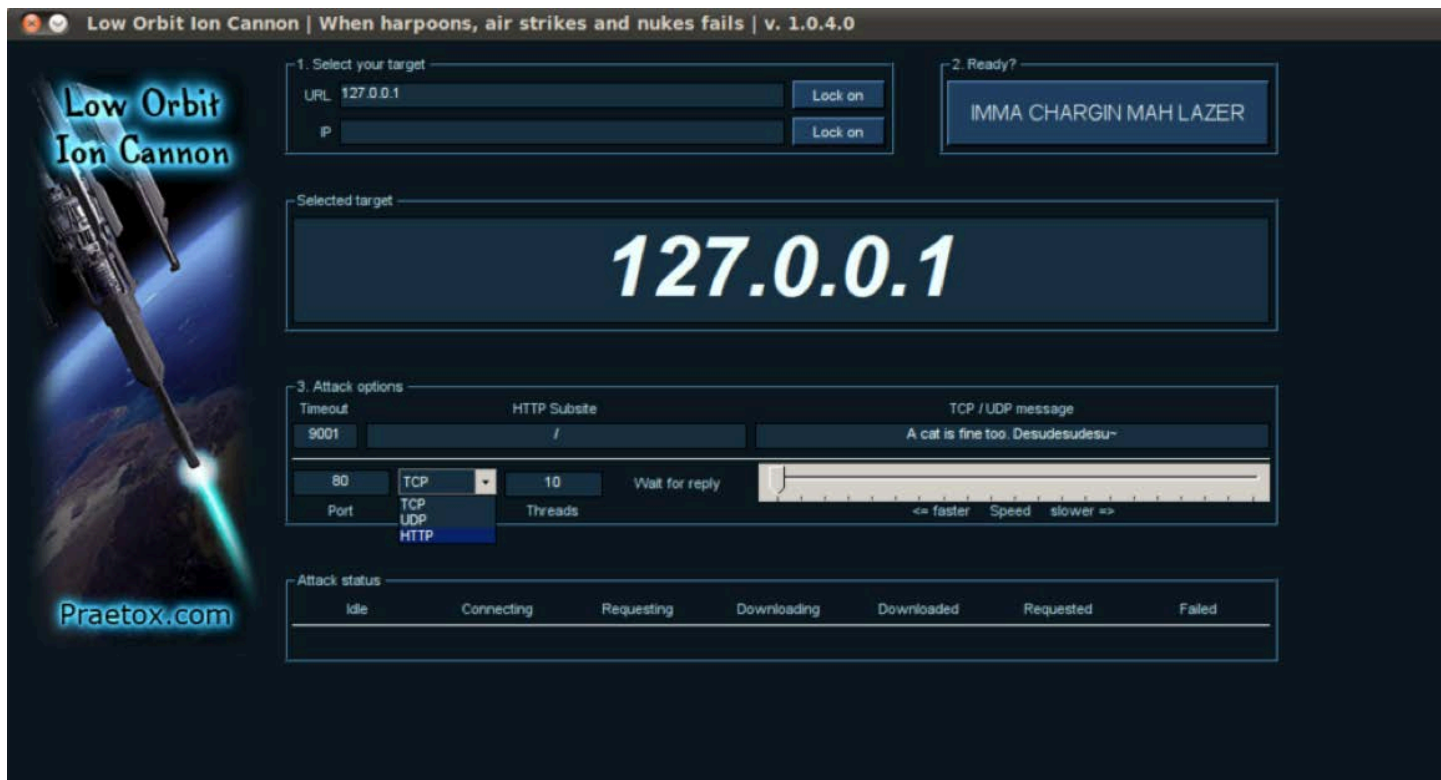 Low Orbit Ion Cannon | When harpoons, air strikes and nukes fails | v. 1.0.4.0
Low Orbit
Ion Cannon
Praetox.com
1. Select your target
URL 127.0.0.1 Lock on
IP Lock on
2. Ready?
IMMA CHARGIN MAH LAZER
Selected target
127.0.0.1
3. Attack options
Timeout HTTP Subsite TCP / UDP message
9001 / A cat is fine too. Desudesudesu~
80 TCP 10 Wait for reply
Port TCP Threads <= faster Speed slower =>
UDP
HTTP
Attack status
Idle Connecting Requesting Downloading Downloaded Requested Failed